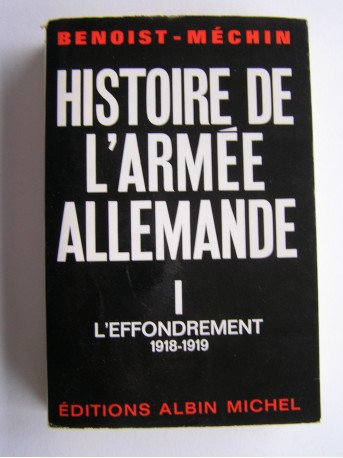 BENOIST-MÉCHIN
HISTOIRE DE
L'ARMÉE
ALLEMANDE
I
L'EFFONDREMENT
1918-1919
ÉDITIONS ALBIN MICHEL